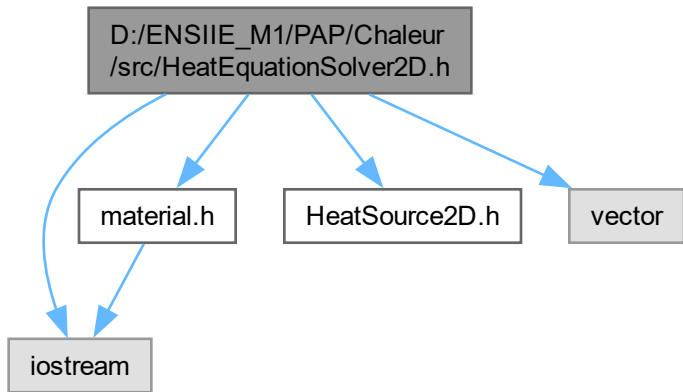 D:/ENSIIE_M1/PAP/Chaleur
/src/HeatEquationSolver2D.h
material.h
HeatSource2D.h
vector
iostream